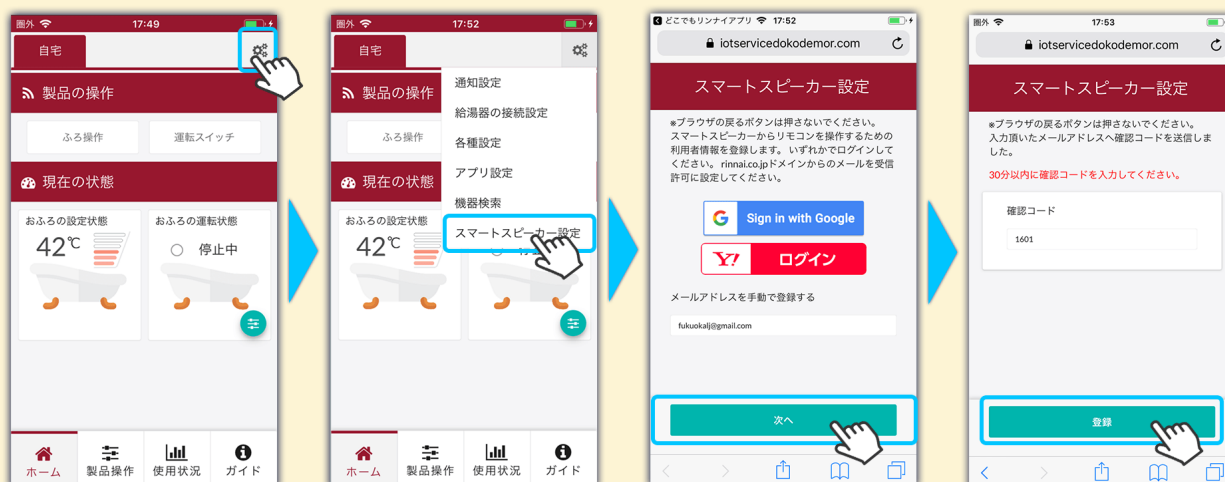 圏外 17:49
自宅
製品の操作
ふろ操作 運転スイッチ
現在の状態
おふろの設定状態 おふろの運転状態
42℃ 停止中
ホーム 製品操作 使用状況 ガイド
圏外 17:52
自宅
製品の操作
ふろ操作
現在の状態
おふろの設定状態
42℃
通知設定
給湯器の接続設定
各種設定
アプリ設定
機器検索
スマートスピーカー設定
ホーム 製品操作 使用状況 ガイド
どこでもリンナイアプリ 17:52
iotservicedokodemor.com
スマートスピーカー設定
※ブラウザの戻るボタンは押さないでください。
スマートスピーカーからリモコンを操作するための
利用者情報を登録します。いずれかでログインして
ください。rinnai.co.jpドメインからのメールを受信
許可に設定してください。
G Sign in with Google
Y! ログイン
メールアドレスを手動で登録する
fukuokalj@gmail.com
次へ
圏外 17:53
iotservicedokodemor.com
スマートスピーカー設定
※ブラウザの戻るボタンは押さないでください。
入力頂いたメールアドレスへ確認コードを送信しま
した。
30分以内に確認コードを入力してください。
確認コード
1601
登録